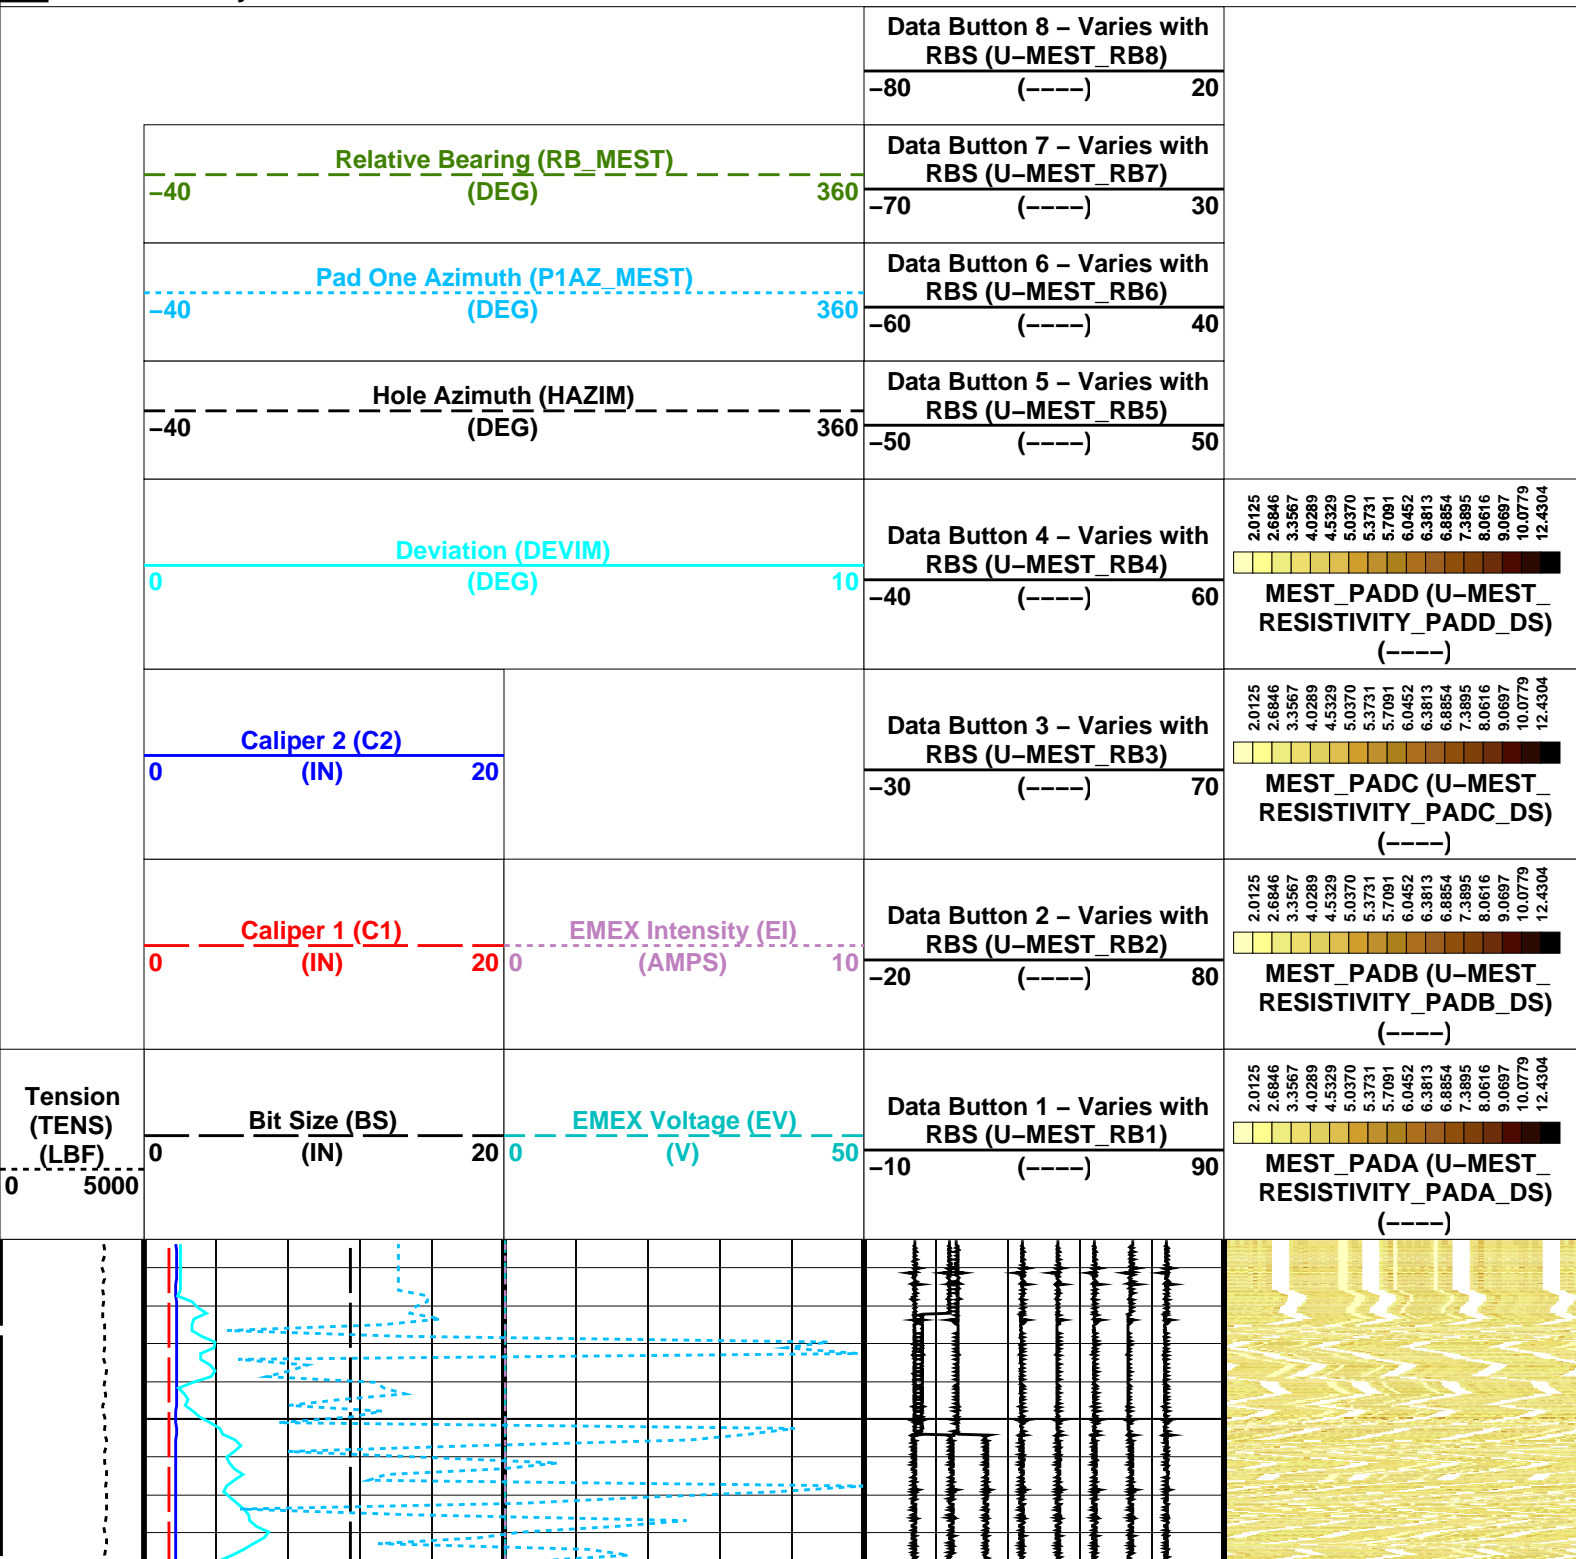 Data Button 8 – Varies with
RBS (U–MEST_RB8)
–80 (––––) 20
Relative Bearing (RB_MEST)
–40 (DEG) 360
Data Button 7 – Varies with
RBS (U–MEST_RB7)
–70 (––––) 30
Pad One Azimuth (P1AZ_MEST)
–40 (DEG) 360
Data Button 6 – Varies with
RBS (U–MEST_RB6)
–60 (––––) 40
Hole Azimuth (HAZIM)
–40 (DEG) 360
Data Button 5 – Varies with
RBS (U–MEST_RB5)
–50 (––––) 50
Deviation (DEVIM)
0 (DEG) 10
Data Button 4 – Varies with
RBS (U–MEST_RB4)
–40 (––––) 60
2.0125 2.6846 3.3567 4.0289 4.5329 5.0370 5.3731 5.7091 6.0452 6.3813 6.8854 7.3895 8.0616 9.0697 10.0779 12.4304
MEST_PADD (U–MEST_
RESISTIVITY_PADD_DS)
(––––)
Caliper 2 (C2)
0 (IN) 20
Data Button 3 – Varies with
RBS (U–MEST_RB3)
–30 (––––) 70
2.0125 2.6846 3.3567 4.0289 4.5329 5.0370 5.3731 5.7091 6.0452 6.3813 6.8854 7.3895 8.0616 9.0697 10.0779 12.4304
MEST_PADC (U–MEST_
RESISTIVITY_PADC_DS)
(––––)
Caliper 1 (C1)
0 (IN) 20
EMEX Intensity (EI)
0 (AMPS) 10
Data Button 2 – Varies with
RBS (U–MEST_RB2)
–20 (––––) 80
2.0125 2.6846 3.3567 4.0289 4.5329 5.0370 5.3731 5.7091 6.0452 6.3813 6.8854 7.3895 8.0616 9.0697 10.0779 12.4304
MEST_PADB (U–MEST_
RESISTIVITY_PADB_DS)
(––––)
Tension
(TENS)
(LBF)
0 5000
Bit Size (BS)
0 (IN) 20
EMEX Voltage (EV)
0 (V) 50
Data Button 1 – Varies with
RBS (U–MEST_RB1)
–10 (––––) 90
2.0125 2.6846 3.3567 4.0289 4.5329 5.0370 5.3731 5.7091 6.0452 6.3813 6.8854 7.3895 8.0616 9.0697 10.0779 12.4304
MEST_PADA (U–MEST_
RESISTIVITY_PADA_DS)
(––––)